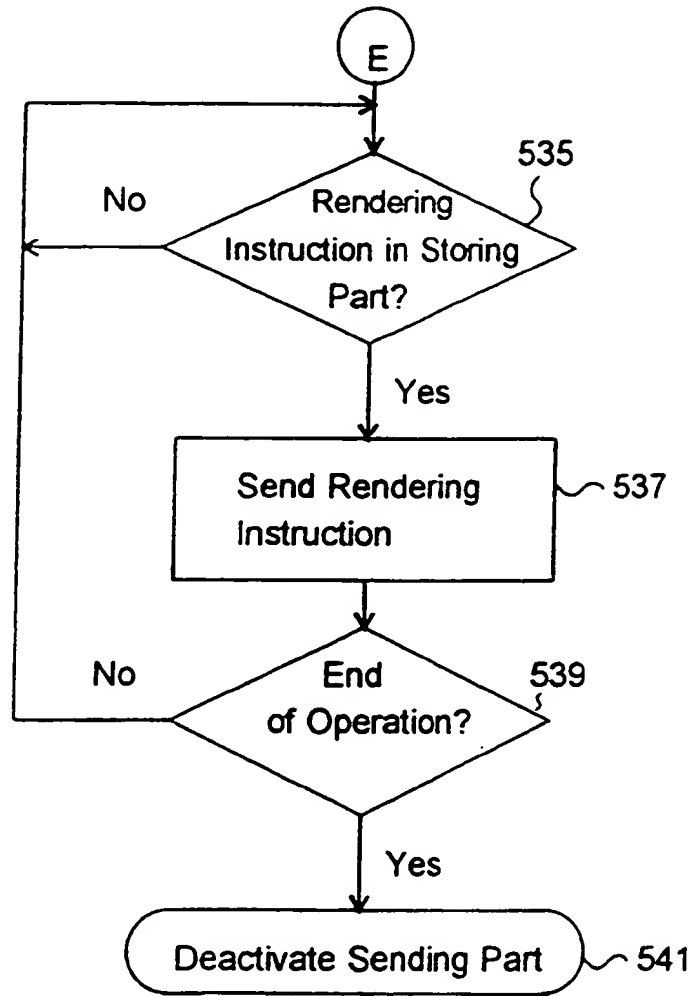 E
535
No
Rendering
Instruction in Storing
Part?
Yes
Send Rendering
Instruction
537
No
End
of Operation?
539
Yes
Deactivate Sending Part
541